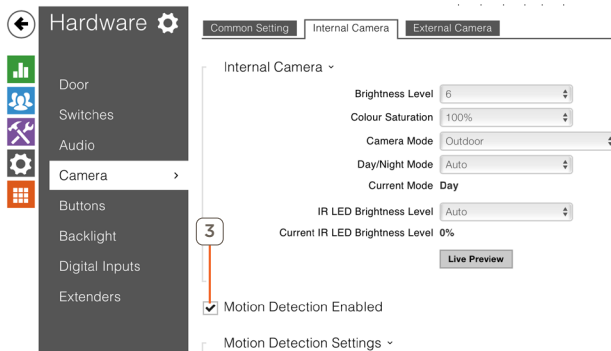 Hardware
Common Setting Internal Camera External Camera
Internal Camera
Door
Brightness Level 6
Switches
Colour Saturation 100%
Audio
Camera Mode Outdoor
Day/Night Mode Auto
Camera
Current Mode Day
Buttons
IR LED Brightness Level Auto
Backlight
3
Current IR LED Brightness Level 0%
Live Preview
Digital Inputs
Extenders
Motion Detection Enabled
Motion Detection Settings